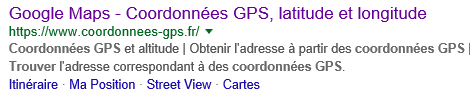 Google Maps - Coordonnées GPS, latitude et longitude
https://www.coordonnees-gps.fr/
Coordonnées GPS et altitude | Obtenir l'adresse à partir des coordonnées GPS |
Trouver l'adresse correspondant à des coordonnées GPS.
Itinéraire · Ma Position · Street View · Cartes